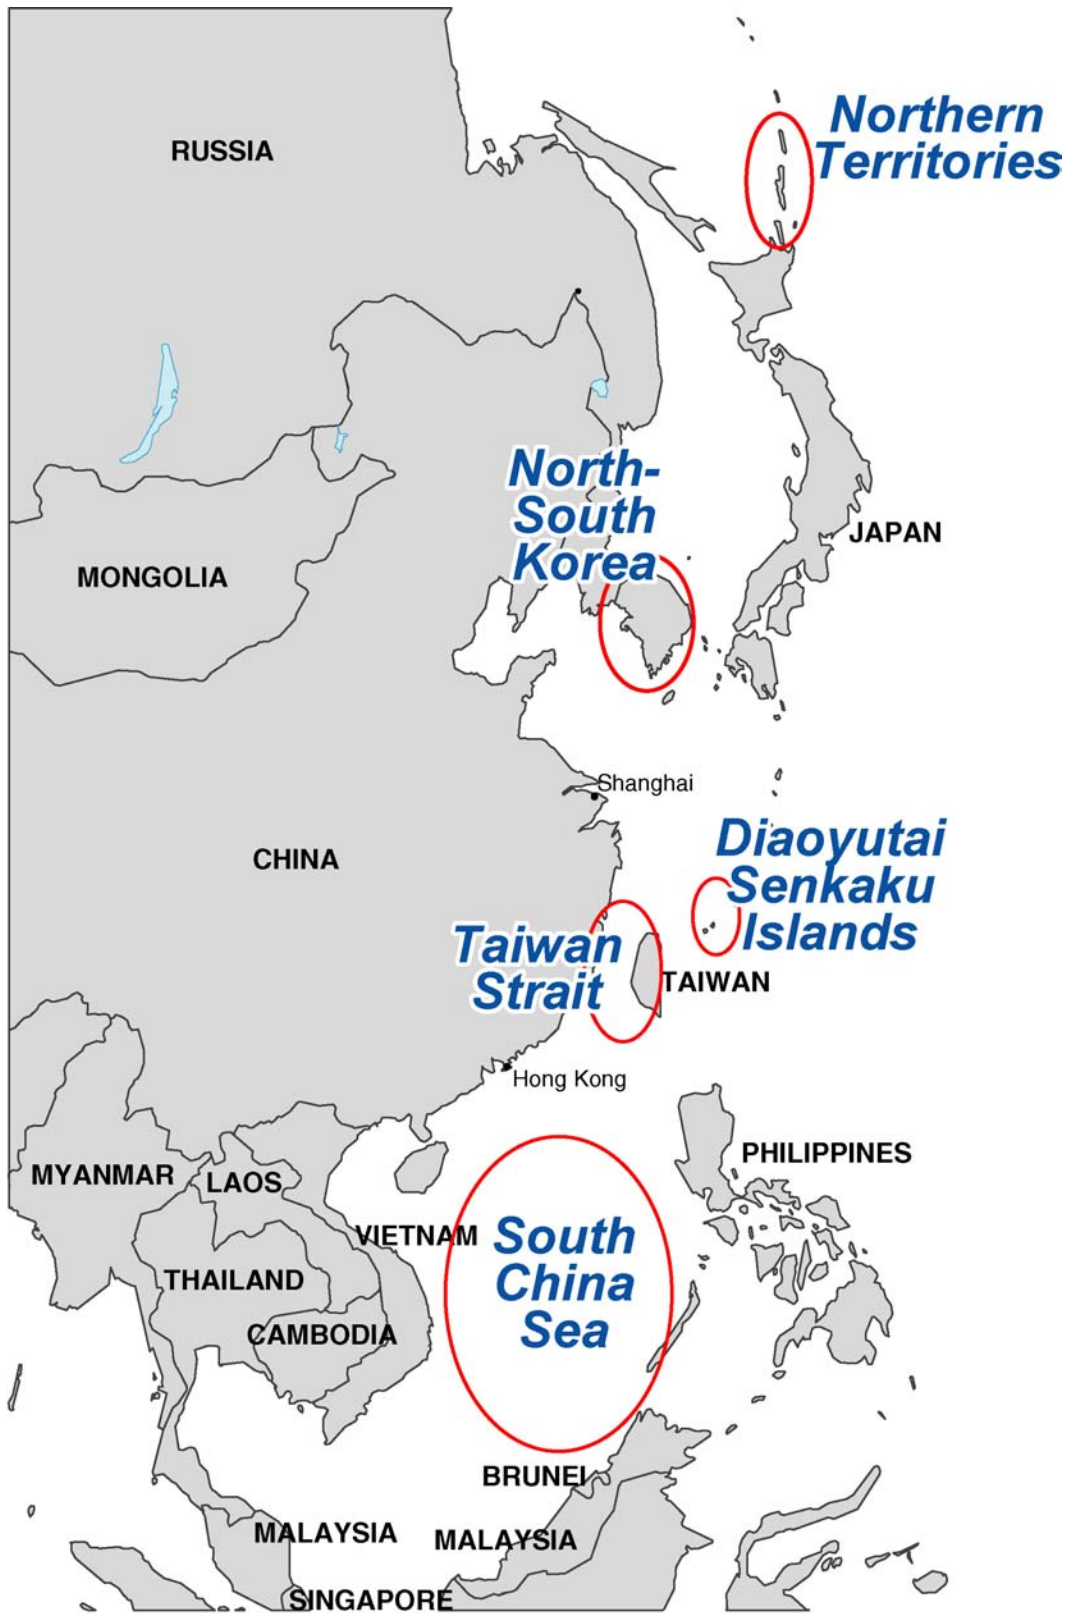 Northern
Territories
RUSSIA
North-
South
Korea
JAPAN
MONGOLIA
Shanghai
Diaoyutai
Senkaku
Islands
CHINA
Taiwan
Strait
TAIWAN
Hong Kong
PHILIPPINES
MYANMAR
LAOS
VIETNAM
South
China
Sea
THAILAND
CAMBODIA
BRUNEI
MALAYSIA
MALAYSIA
SINGAPORE